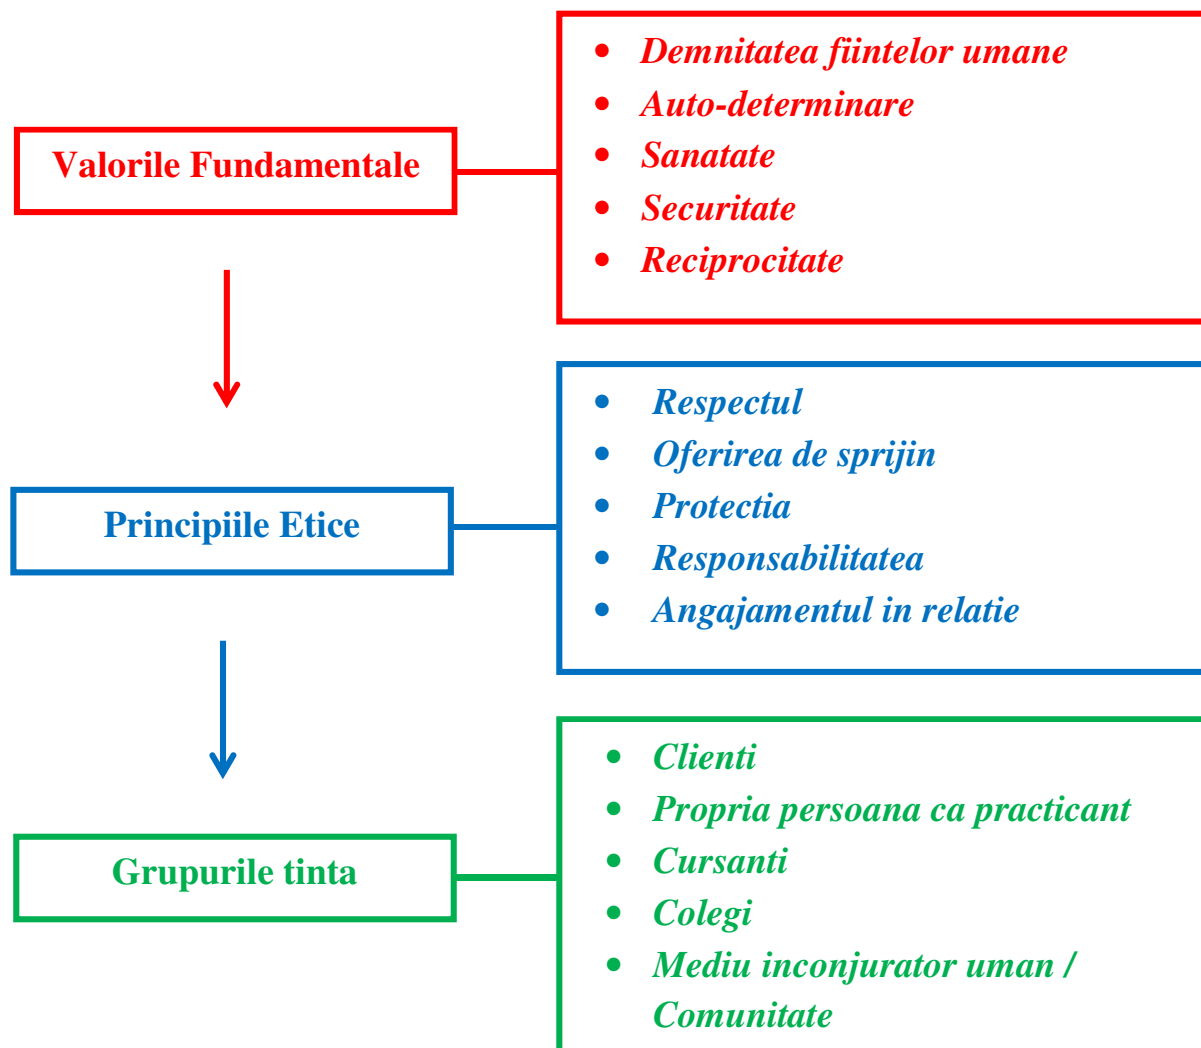 Valorile Fundamentale
• Demnitatea fiintelor umane
• Auto-determinare
• Sanatate
• Securitate
• Reciprocitate
Principiile Etice
• Respectul
• Oferirea de sprijin
• Protectia
• Responsabilitatea
• Angajamentul in relatie
Grupurile tinta
• Clienti
• Propria persoana ca practicant
• Cursanti
• Colegi
• Mediu inconjurator uman /
Comunitate